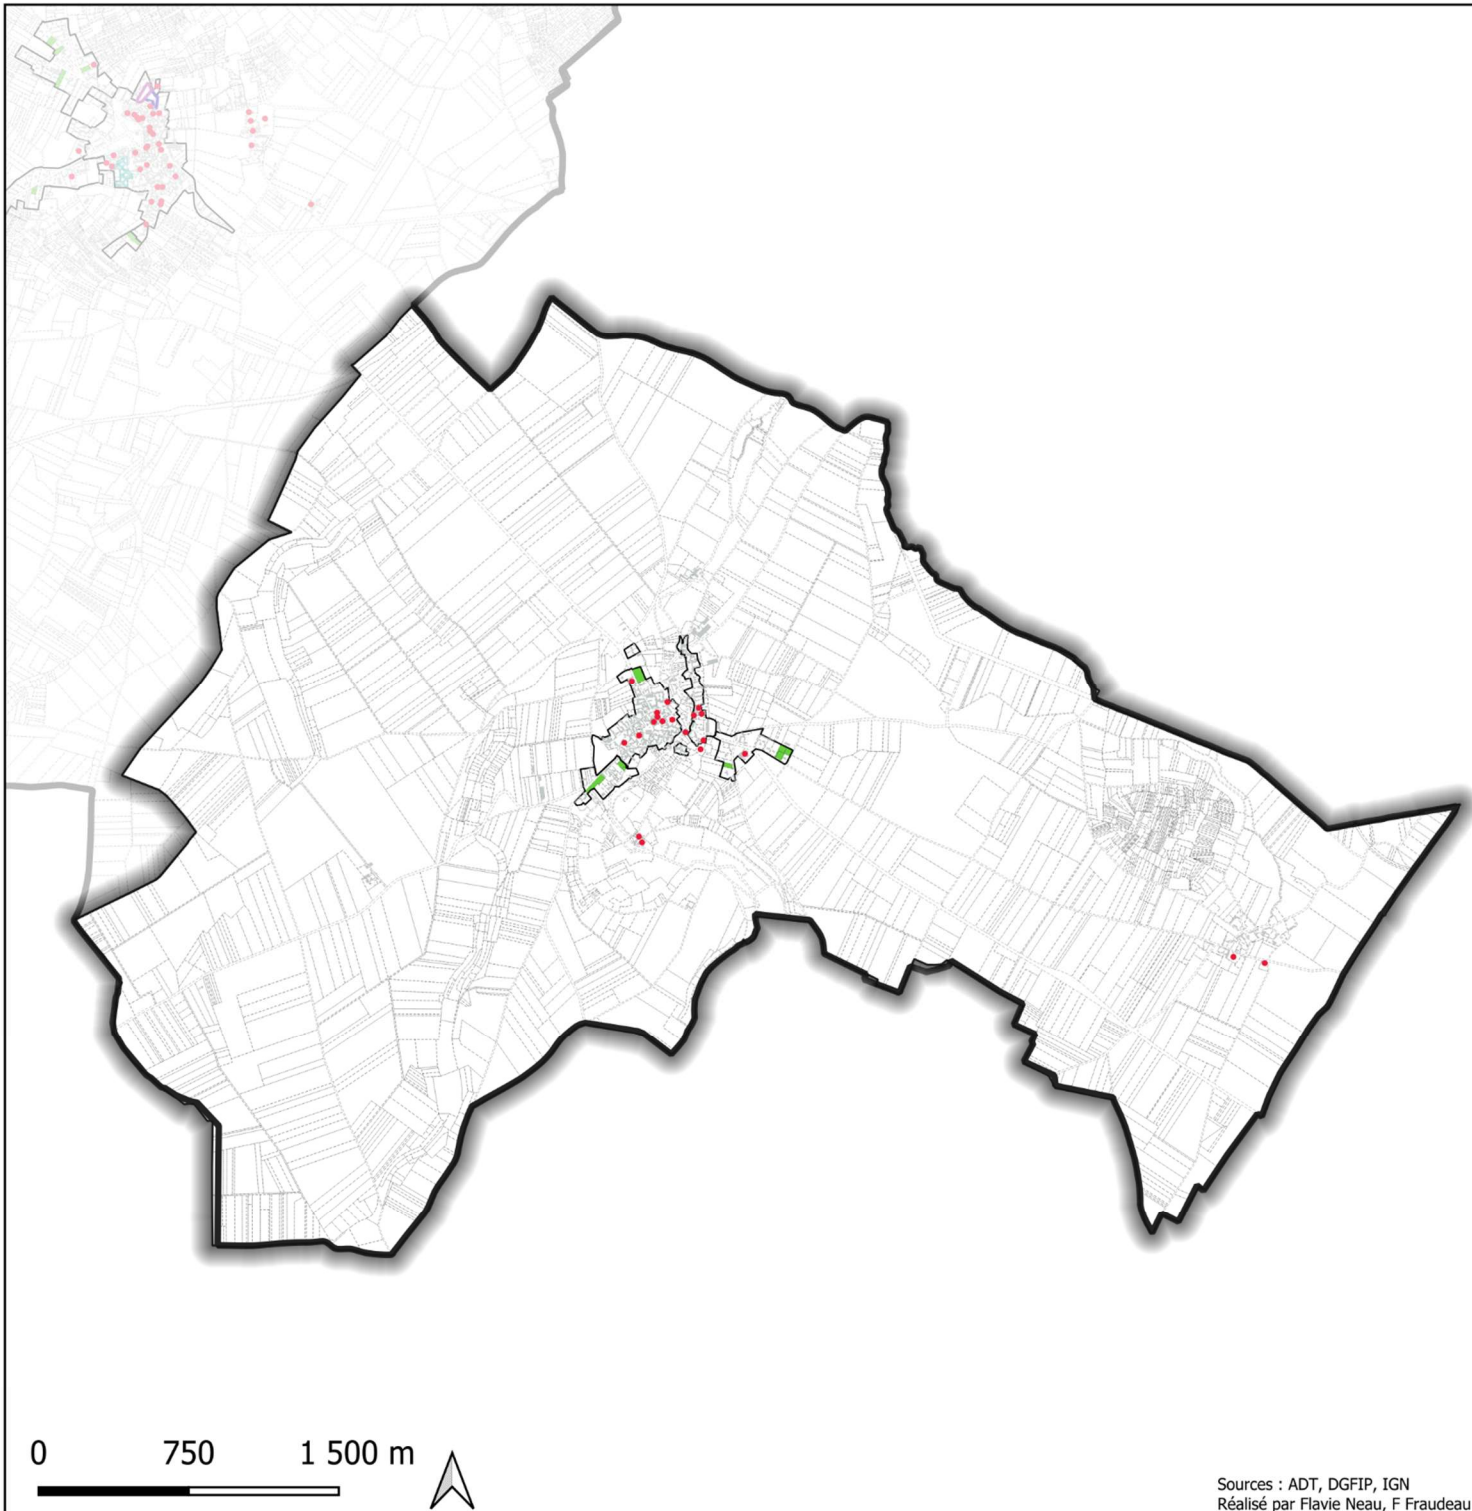 0 750 1 500 m
Sources : ADT, DGFIP, IGN
Réalisé par Flavie Neau, F Fraudeau